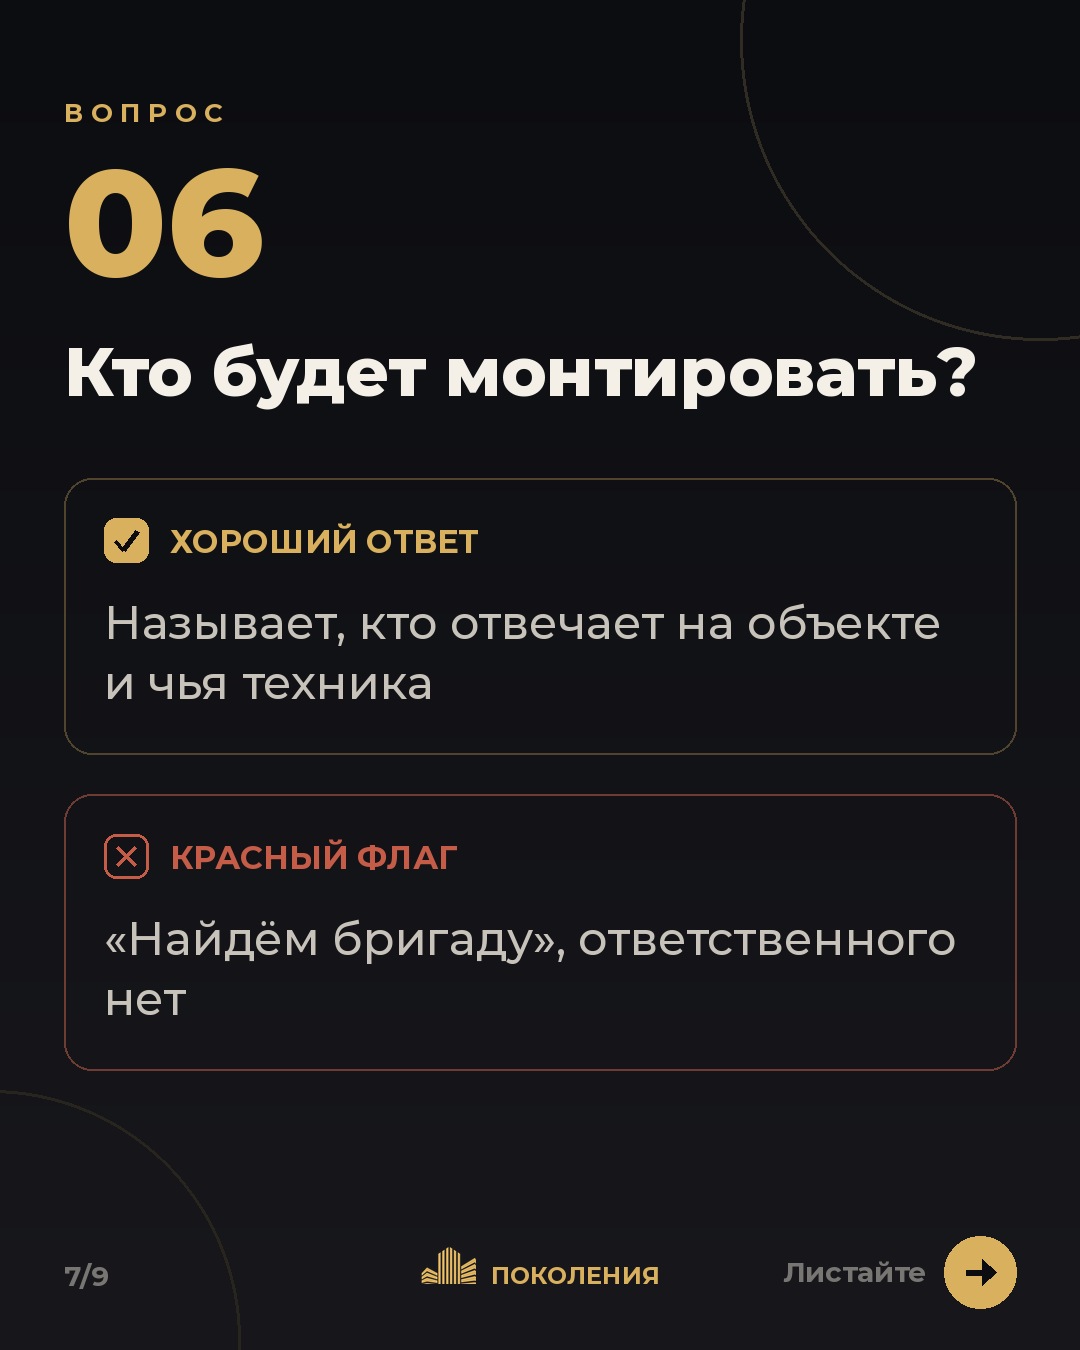 ВОПРОС
06
Кто будет монтировать?
ХОРОШИЙ ОТВЕТ
Называет, кто отвечает на объекте
и чья техника
КРАСНЫЙ ФЛАГ
«Найдём бригаду», ответственного
нет
7/9
ПОКОЛЕНИЯ
Листайте